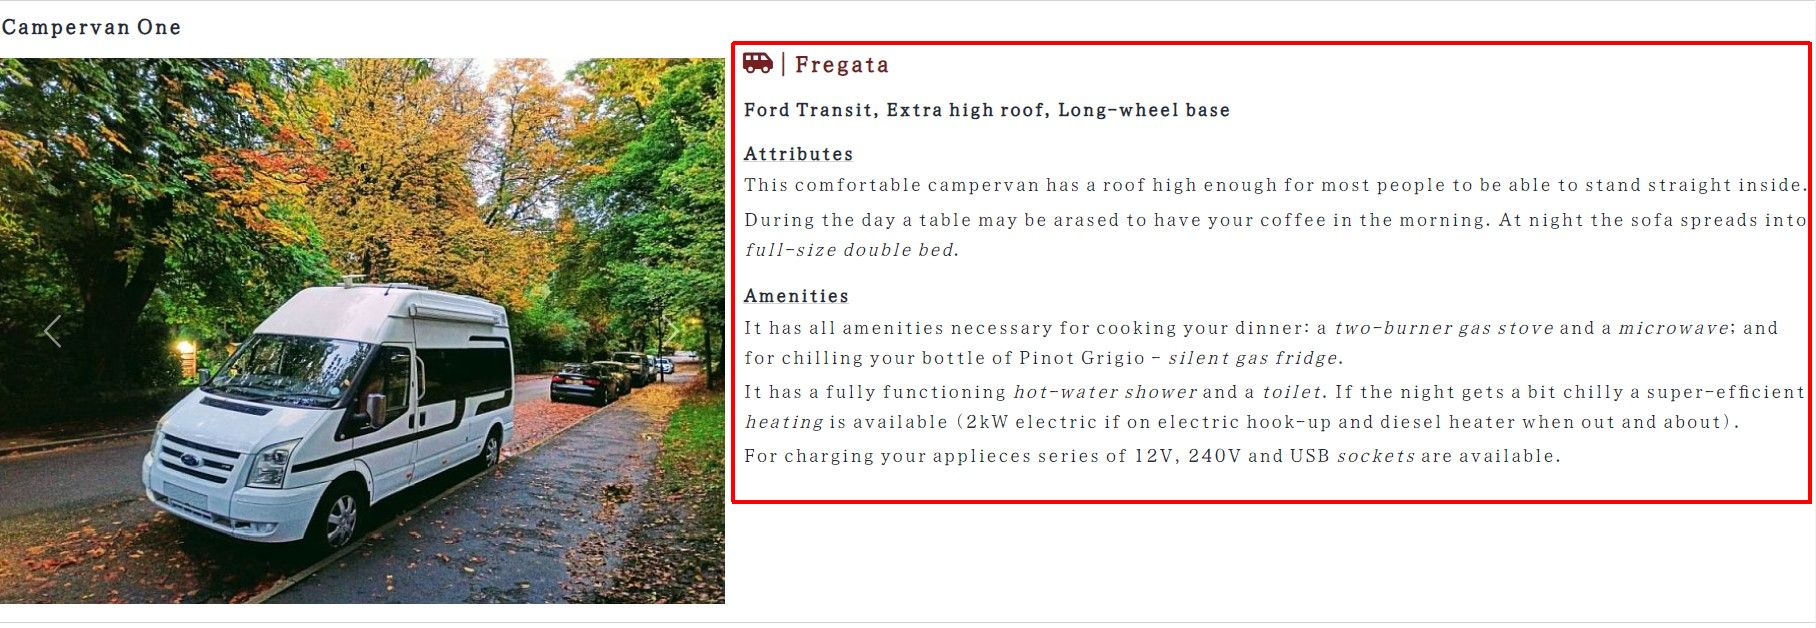 Campervan One
| Fregata
Ford Transit, Extra high roof, Long-wheel base
Attributes
This comfortable campervan has a roof high enough for most people to be able to stand straight inside.
During the day a table may be arased to have your coffee in the morning. At night the sofa spreads into
full-size double bed.
Amenities
It has all amenities necessary for cooking your dinner: a two-burner gas stove and a microwave; and
for chilling your bottle of Pinot Grigio - silent gas fridge.
It has a fully functioning hot-water shower and a toilet. If the night gets a bit chilly a super-efficient
heating is available (2kW electric if on electric hook-up and diesel heater when out and about).
For charging your applieces series of 12V, 240V and USB sockets are available.